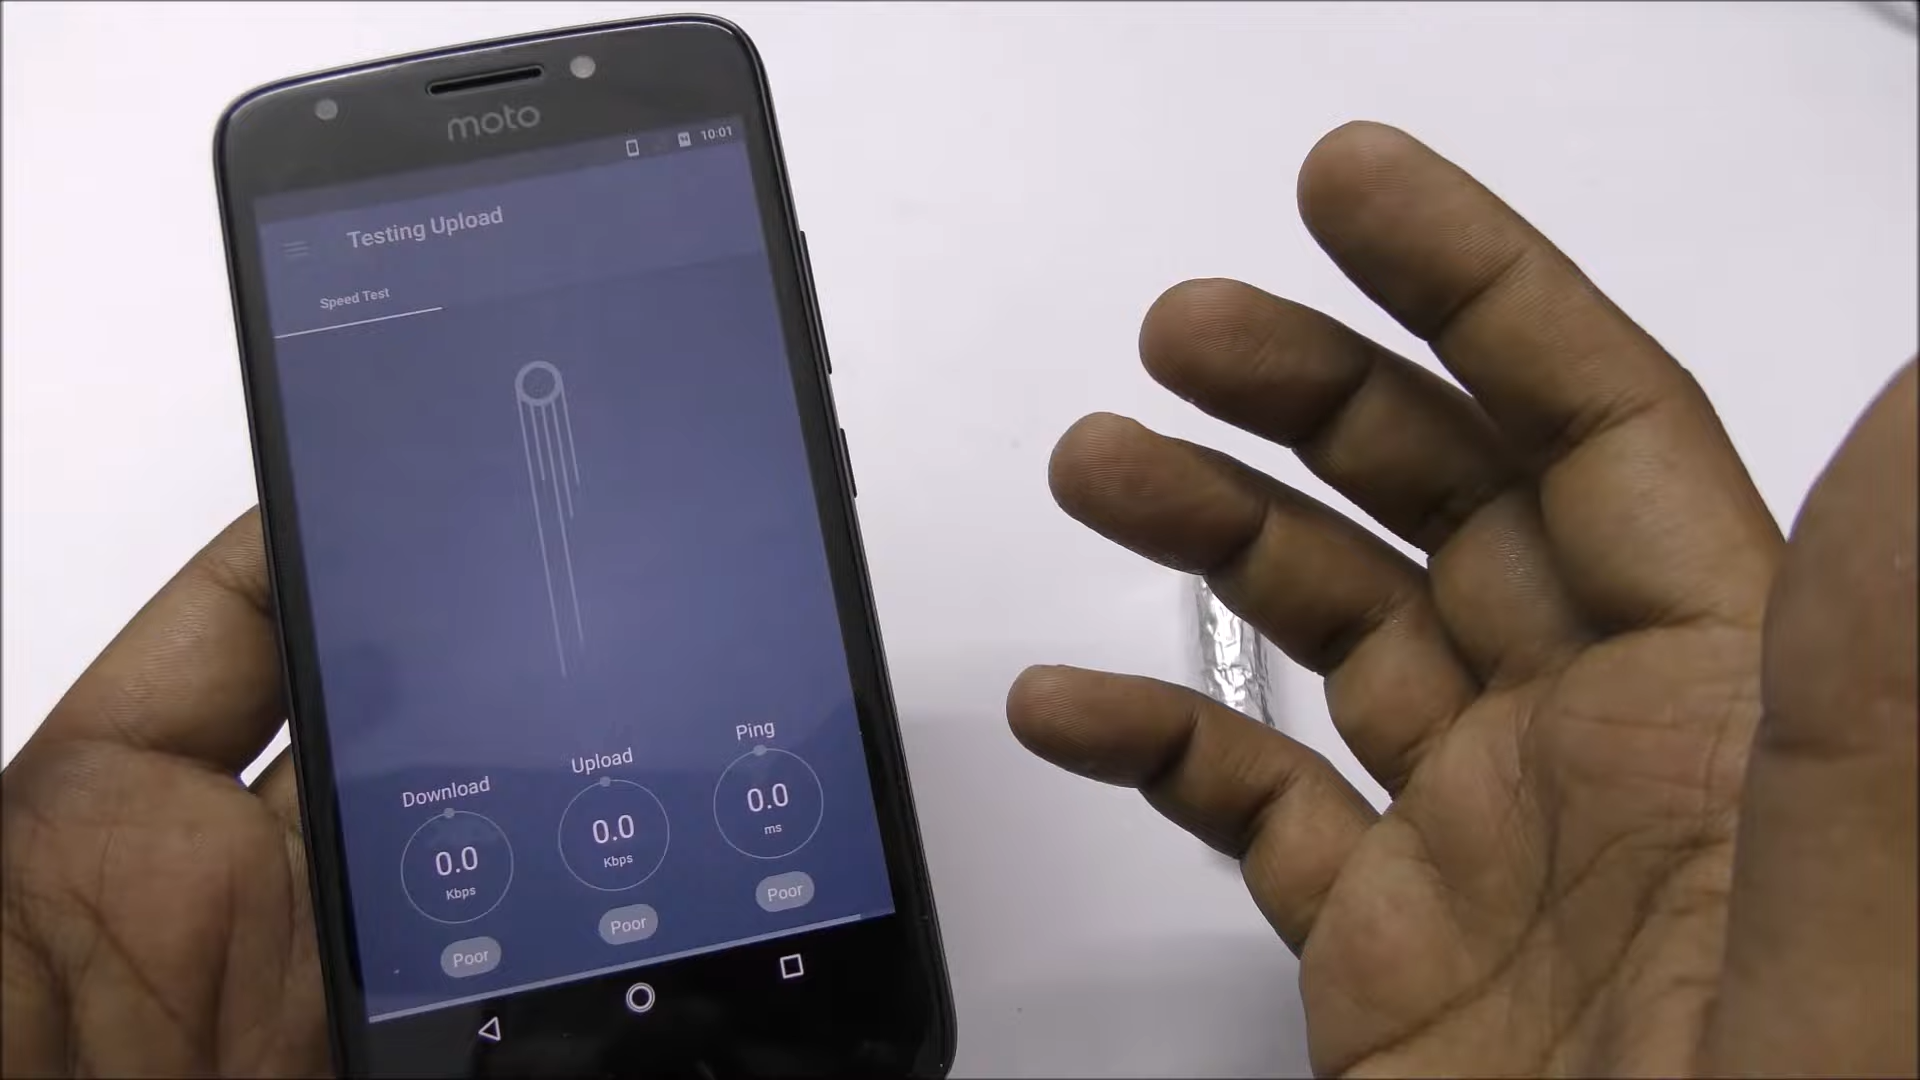 moto
10:01
Testing Upload
Speed Test
Download
Upload
Ping
0.0
Kbps
0.0
Kbps
0.0
ms
Poor
Poor
Poor